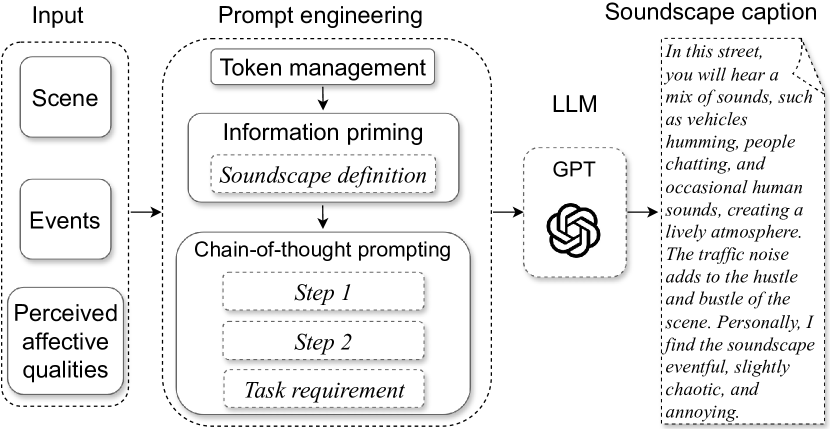 Input
Scene
Events
Perceived
affective
qualities
Prompt engineering
Token management
Information priming
Soundscape definition
Chain-of-thought prompting
Step 1
Step 2
Task requirement
LLM
GPT
Soundscape caption
In this street,
you will hear a
mix of sounds, such
as vehicles
humming, people
chatting, and
occasional human
sounds, creating a
lively atmosphere.
The traffic noise
adds to the hustle
and bustle of the
scene. Personally, I
find the soundscape
eventful, slightly
chaotic, and
annoying.